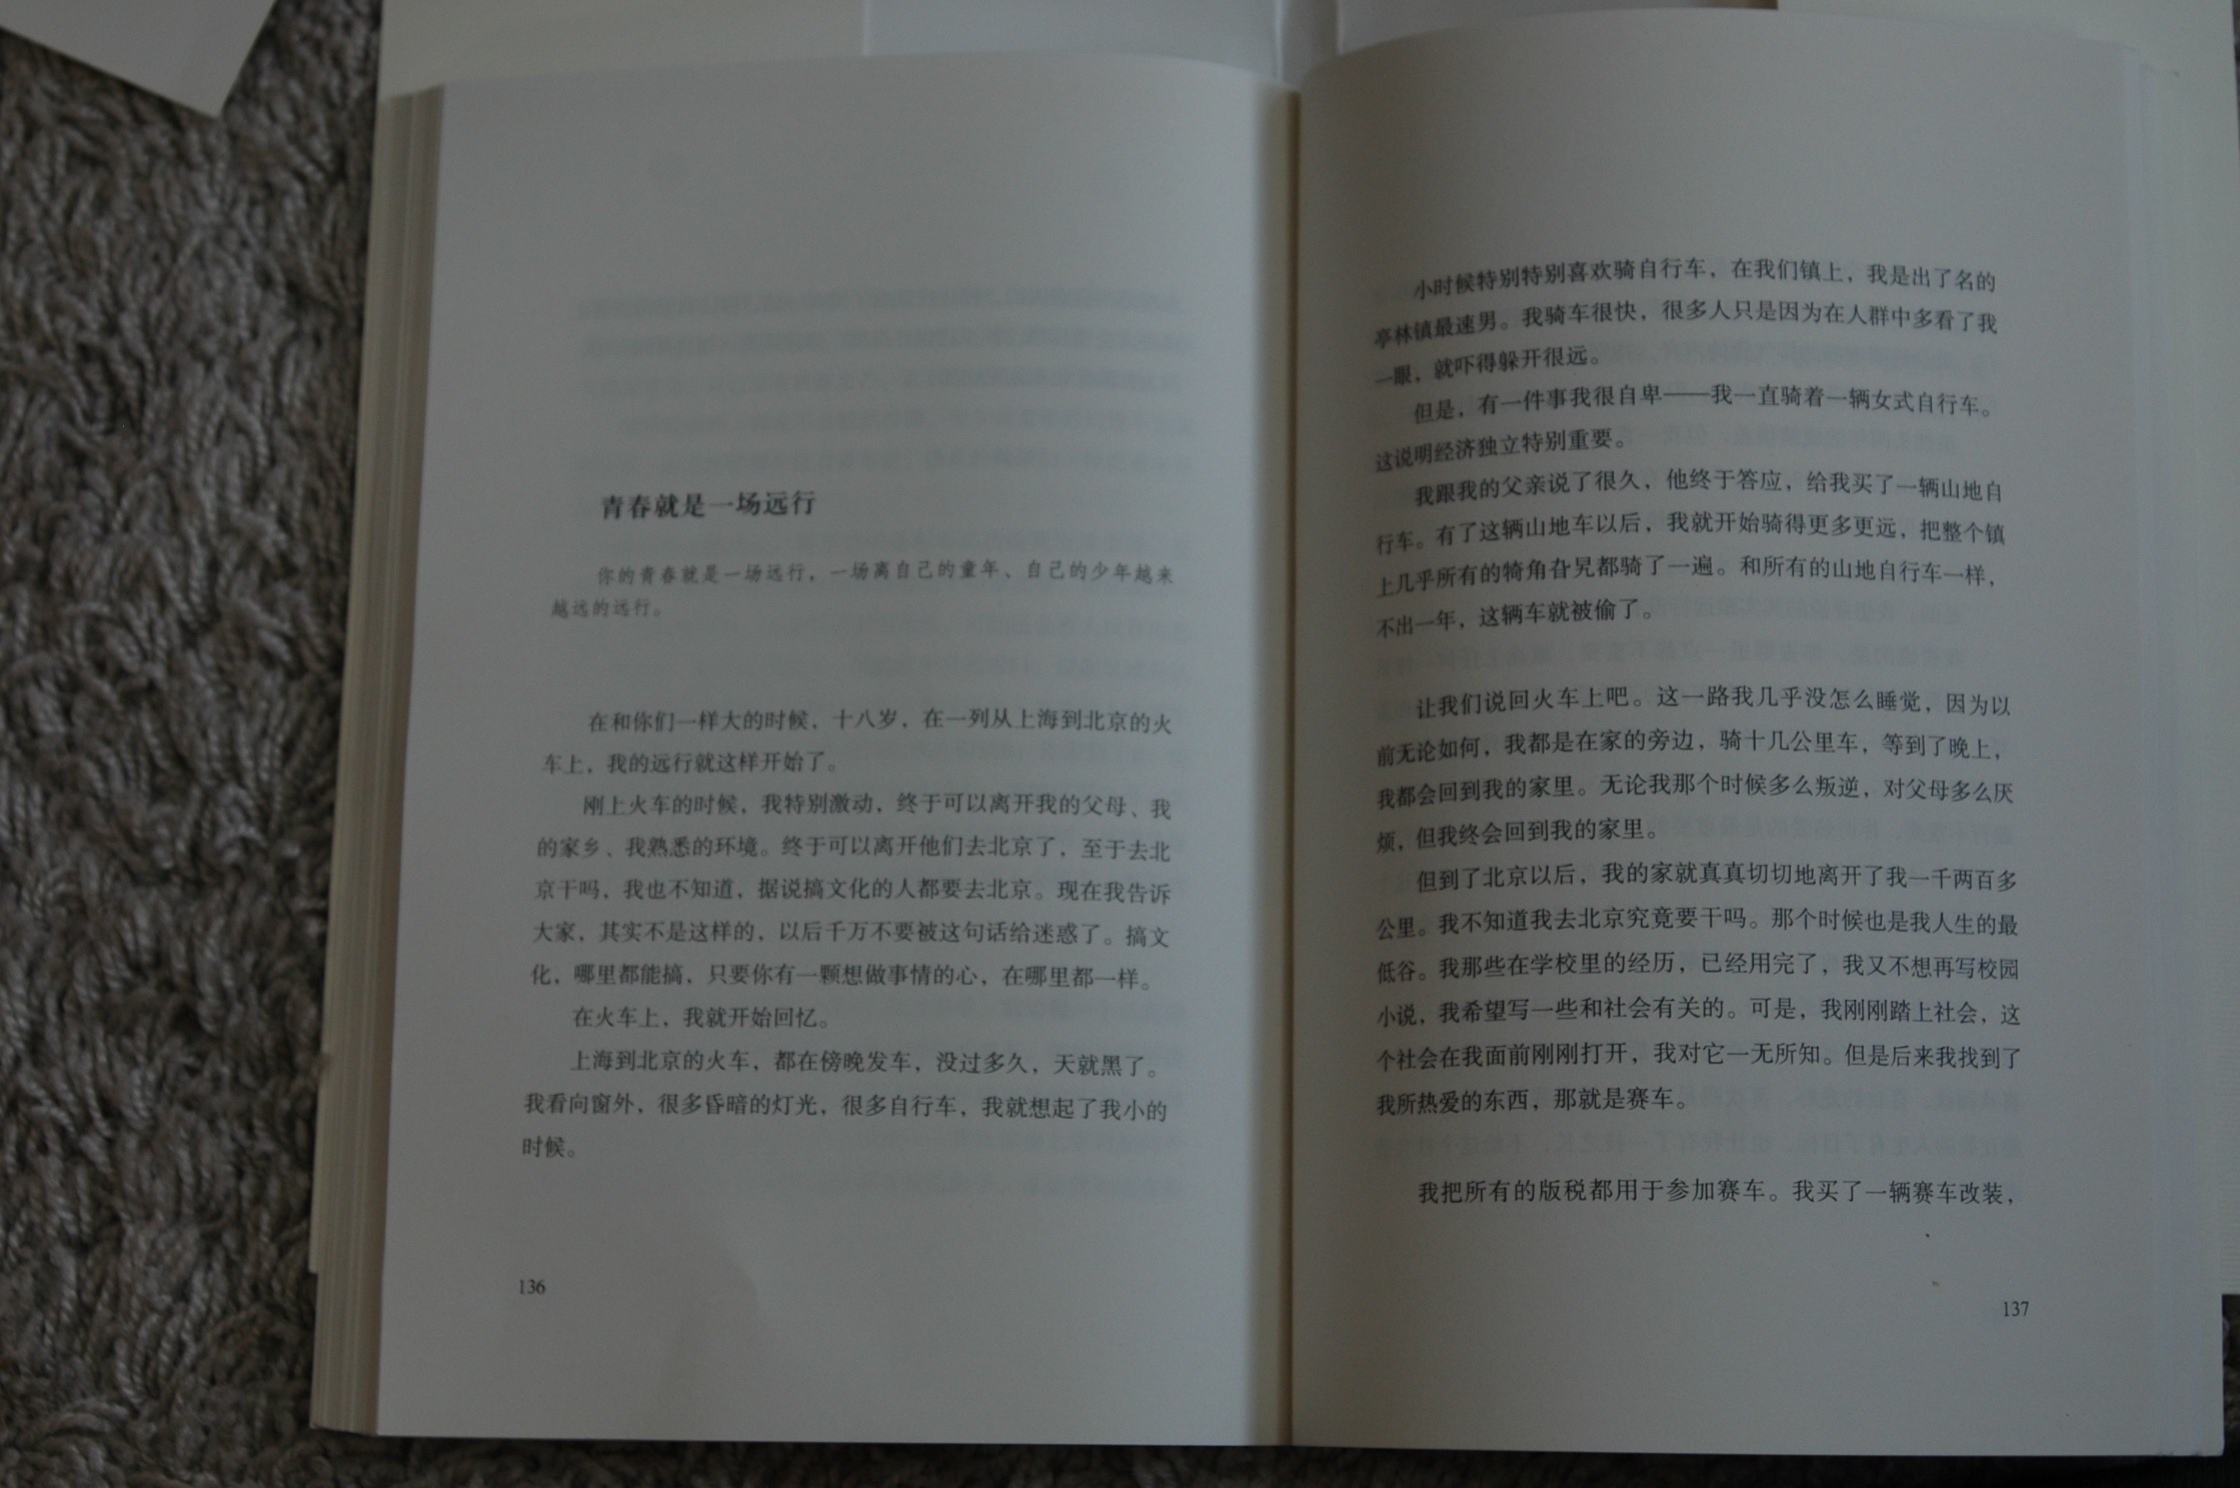 青春就是一场远行
你的青春就是一场远行，一场离自己的童年、自己的少年越来
越远的远行。
在和你们一样大的时候，十八岁，在一列从上海到北京的火
车上，我的远行就这样开始了。
刚上火车的时候，我特别激动，终于可以离开我的父母、我
的家乡、我熟悉的环境。终于可以离开他们去北京了，至于去北
京干吗，我也不知道，据说搞文化的人都要去北京。现在我告诉
大家，其实不是这样的，以后千万不要被这句话给迷惑了。搞文
化，哪里都能搞，只要你有一颗想做事情的心，在哪里都一样。
在火车上，我就开始回忆。
上海到北京的火车，都在傍晚发车，没过多久，天就黑了。
我看向窗外，很多昏暗的灯光，很多自行车，我就想起了我小的
时候。
136
小时候特别特别喜欢骑自行车，在我们镇上，我是出了名的
亭林镇最速男。我骑车很快，很多人只是因为在人群中多看了我
一眼，就吓得躲开很远。
但是，有一件事我很自卑——我一直骑着一辆女式自行车。
这说明经济独立特别重要。
我跟我的父亲说了很久，他终于答应，给我买了一辆山地自
行车。有了这辆山地车以后，我就开始骑得更多更远，把整个镇
上几乎所有的犄角旮旯都骑了一遍。和所有的山地自行车一样，
不出一年，这辆车就被偷了。
让我们说回火车上吧。这一路我几乎没怎么睡觉，因为以
前无论如何，我都是在家的旁边，骑十几公里车，等到了晚上，
我都会回到我的家里。无论我那个时候多么叛逆，对父母多么厌
烦，但我终会回到我的家里。
但到了北京以后，我的家就真真切切地离开了我一千两百多
公里。我不知道我去北京究竟要干吗。那个时候也是我人生的最
低谷。我那些在学校里的经历，已经用完了，我又不想再写校园
小说，我希望写一些和社会有关的。可是，我刚刚踏上社会，这
个社会在我面前刚刚打开，我对它一无所知。但是后来我找到了
我所热爱的东西，那就是赛车。
我把所有的版税都用于参加赛车。我买了一辆赛车改装，
137